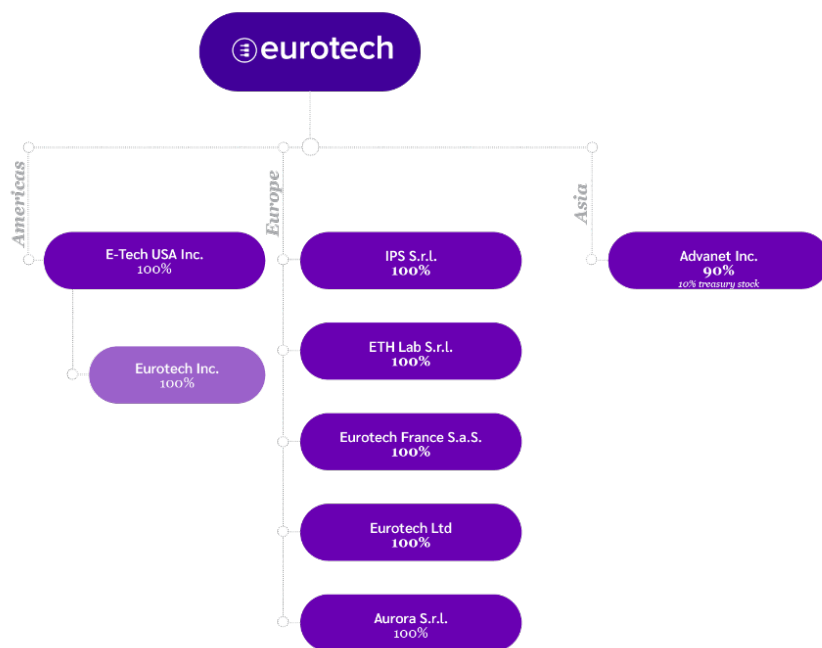 eurotech
Americas
Europe
Asia
E-Tech USA Inc.
100%
IPS S.r.l.
100%
Advanet Inc.
90%
10% treasury stock
ETH Lab S.r.l.
100%
Eurotech Inc.
100%
Eurotech France S.a.S.
100%
Eurotech Ltd
100%
Aurora S.r.l.
100%